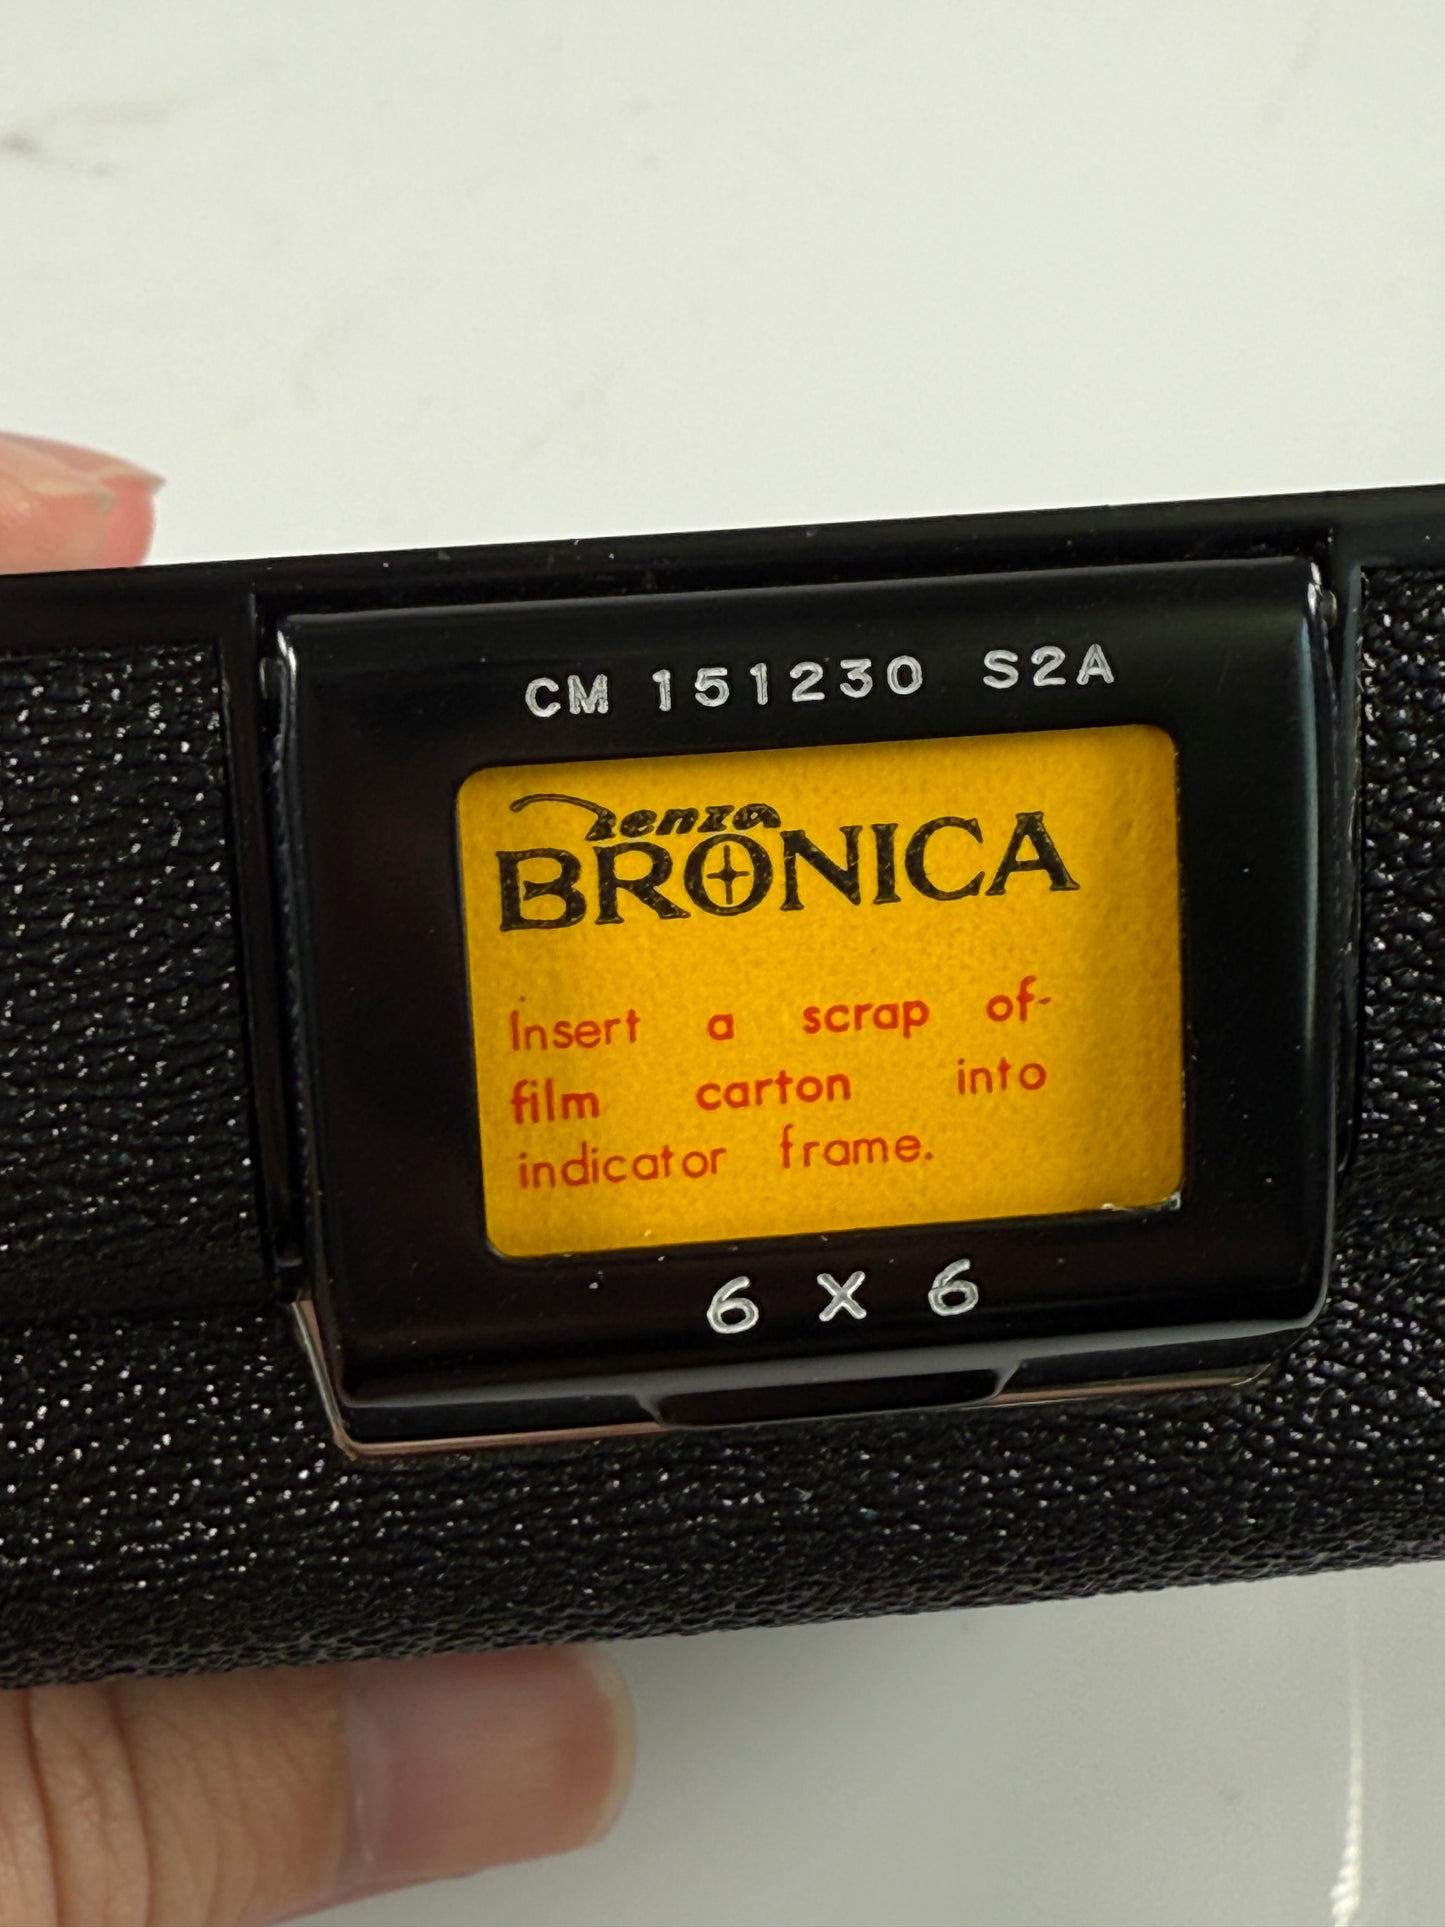 CM 151230 S2A
Zenza
BRONICA
Insert a scrap of-
film carton into
indicator frame.
6 X 6